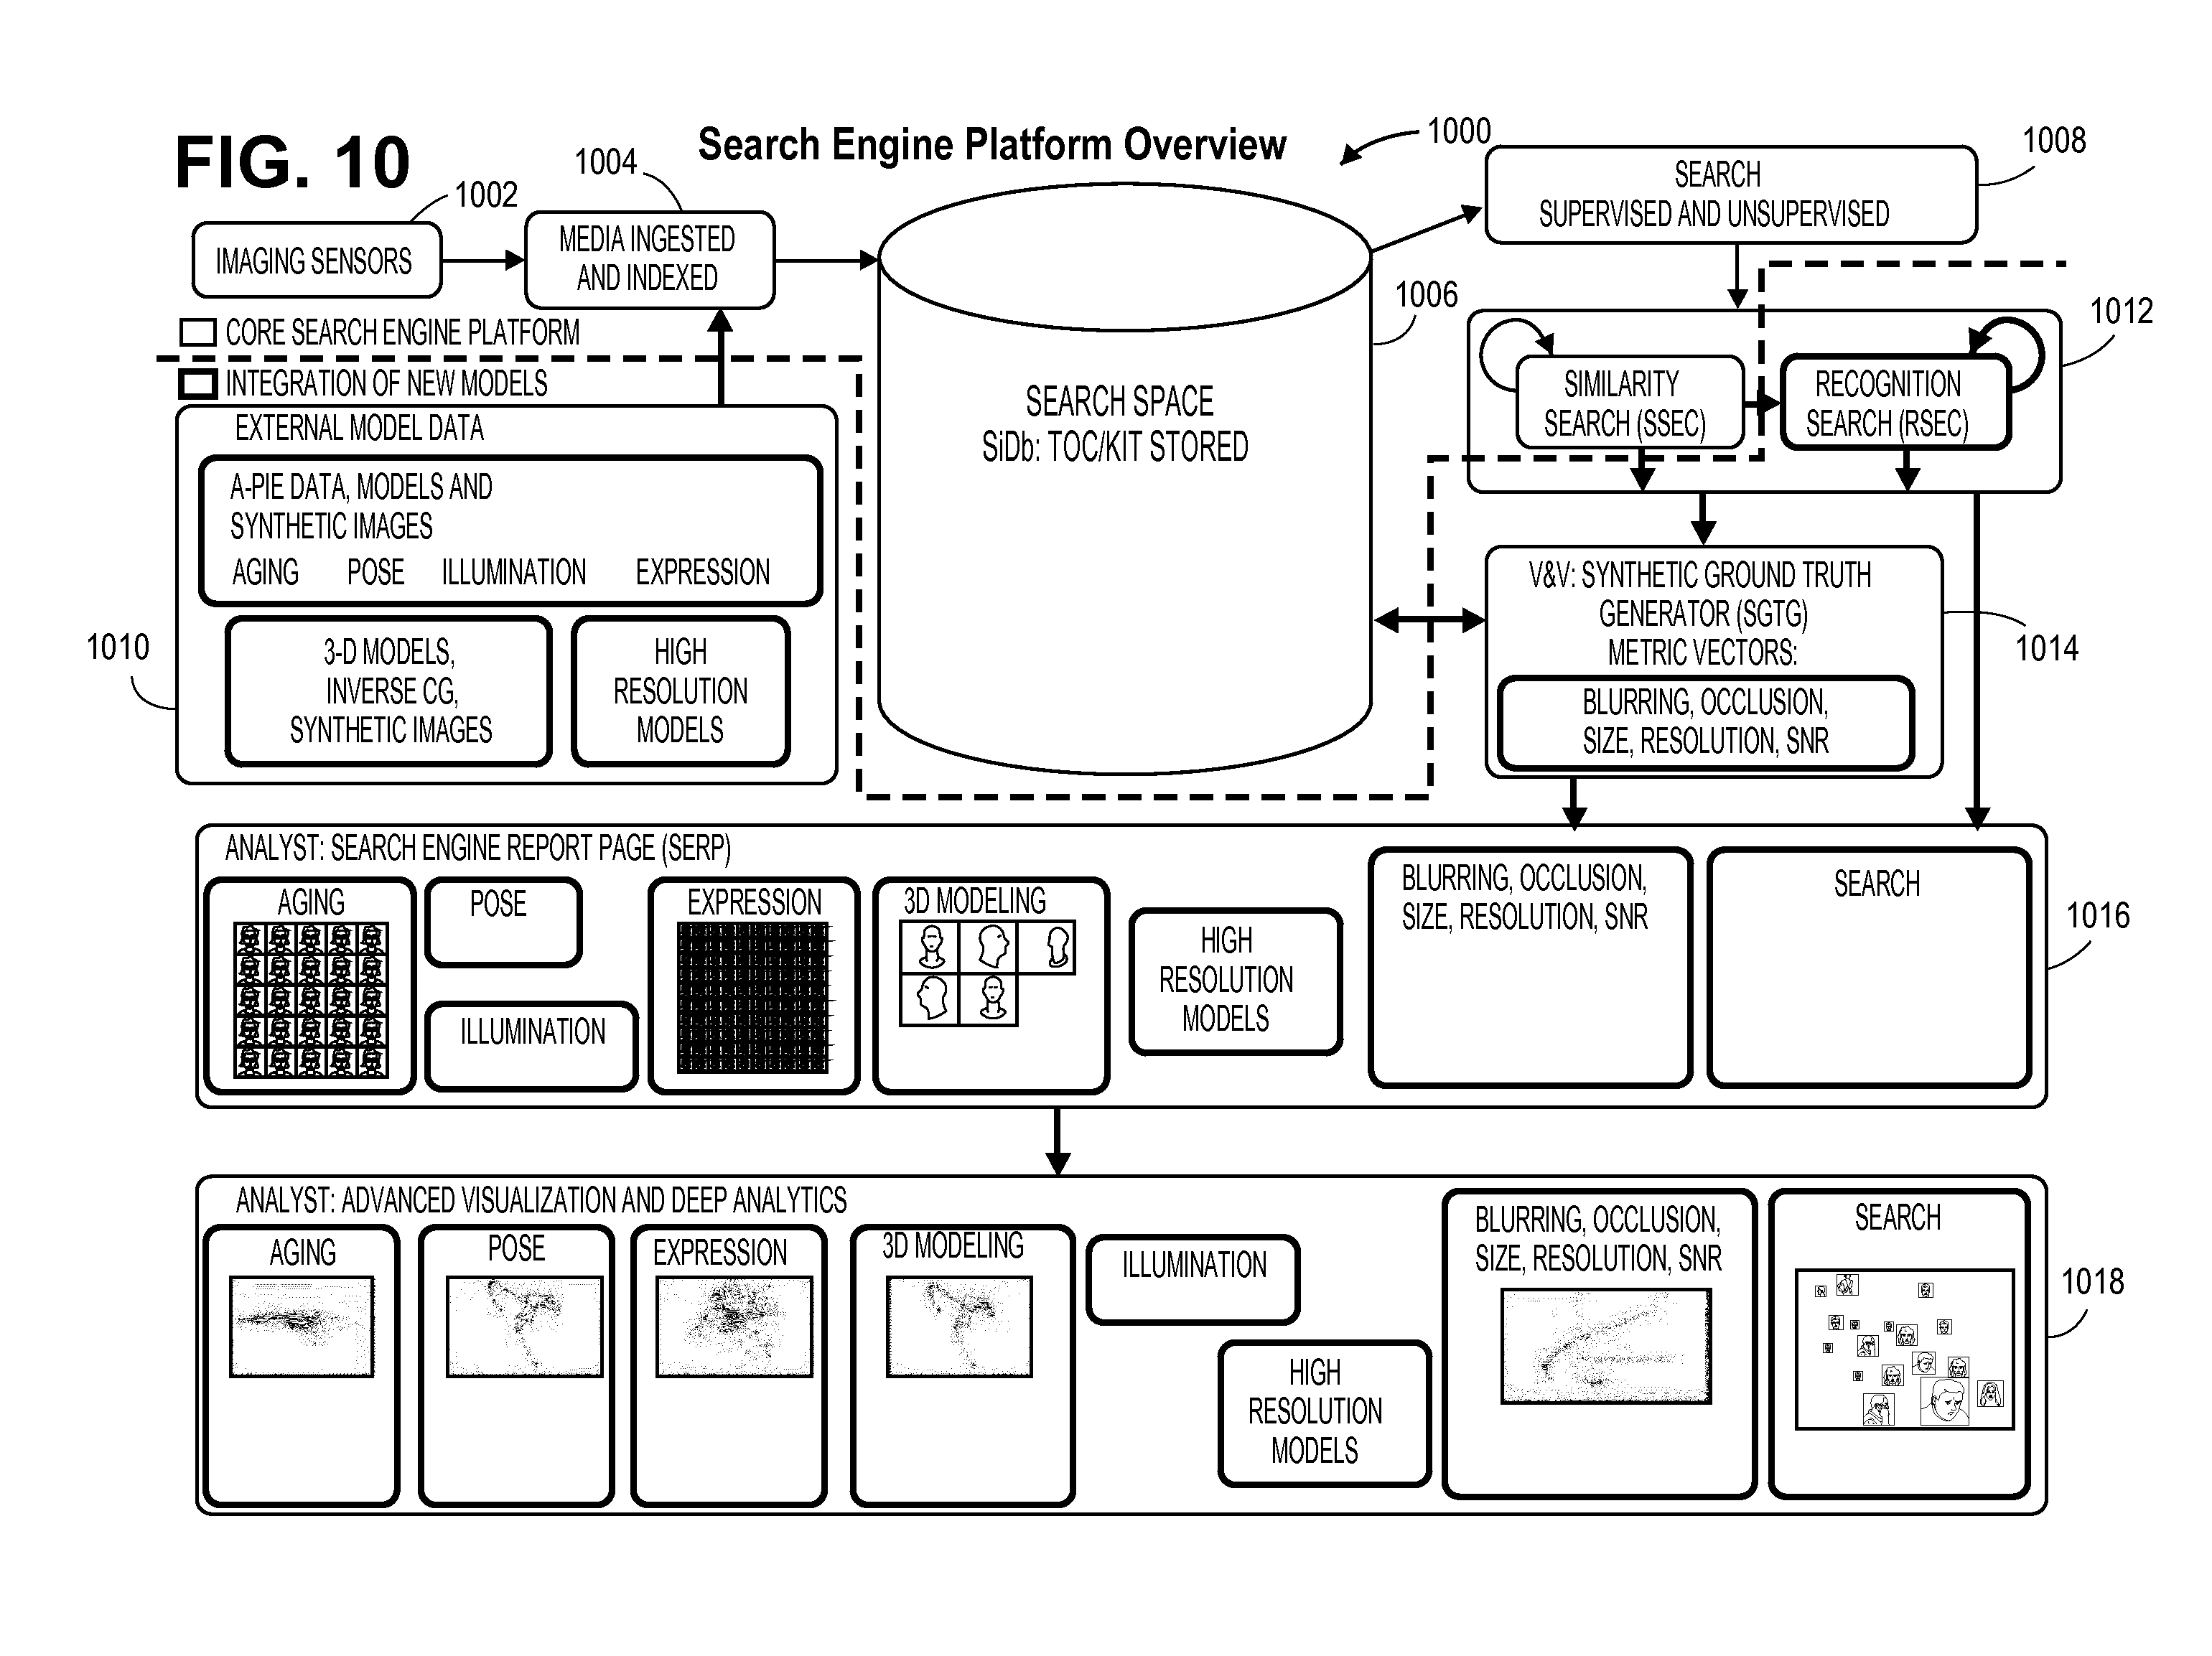 FIG. 10
Search Engine Platform Overview
1000
1002
1004
1008
IMAGING SENSORS
MEDIA INGESTED
AND INDEXED
SEARCH
SUPERVISED AND UNSUPERVISED
1006
1012
CORE SEARCH ENGINE PLATFORM
INTEGRATION OF NEW MODELS
SEARCH SPACE
SiDb: TOC/KIT STORED
SIMILARITY
SEARCH (SSEC)
RECOGNITION
SEARCH (RSEC)
EXTERNAL MODEL DATA
A-PIE DATA, MODELS AND
SYNTHETIC IMAGES
AGING POSE ILLUMINATION EXPRESSION
1010
3-D MODELS,
INVERSE CG,
SYNTHETIC IMAGES
HIGH
RESOLUTION
MODELS
V&V: SYNTHETIC GROUND TRUTH
GENERATOR (SGTG)
METRIC VECTORS:
1014
BLURRING, OCCLUSION,
SIZE, RESOLUTION, SNR
ANALYST: SEARCH ENGINE REPORT PAGE (SERP)
AGING
POSE
ILLUMINATION
EXPRESSION
3D MODELING
HIGH
RESOLUTION
MODELS
BLURRING, OCCLUSION,
SIZE, RESOLUTION, SNR
SEARCH
1016
ANALYST: ADVANCED VISUALIZATION AND DEEP ANALYTICS
AGING
POSE
EXPRESSION
3D MODELING
ILLUMINATION
HIGH
RESOLUTION
MODELS
BLURRING, OCCLUSION,
SIZE, RESOLUTION, SNR
SEARCH
1018